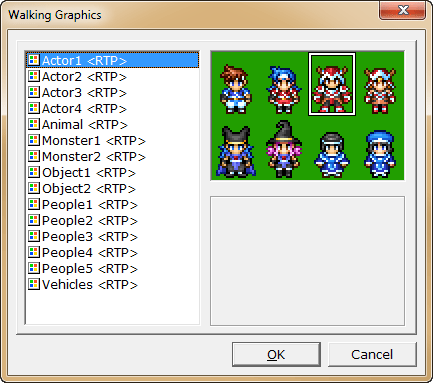 Walking Graphics
Actor1 <RTP>
Actor2 <RTP>
Actor3 <RTP>
Actor4 <RTP>
Animal <RTP>
Monster1 <RTP>
Monster2 <RTP>
Object1 <RTP>
Object2 <RTP>
People1 <RTP>
People2 <RTP>
People3 <RTP>
People4 <RTP>
People5 <RTP>
Vehicles <RTP>
OK Cancel